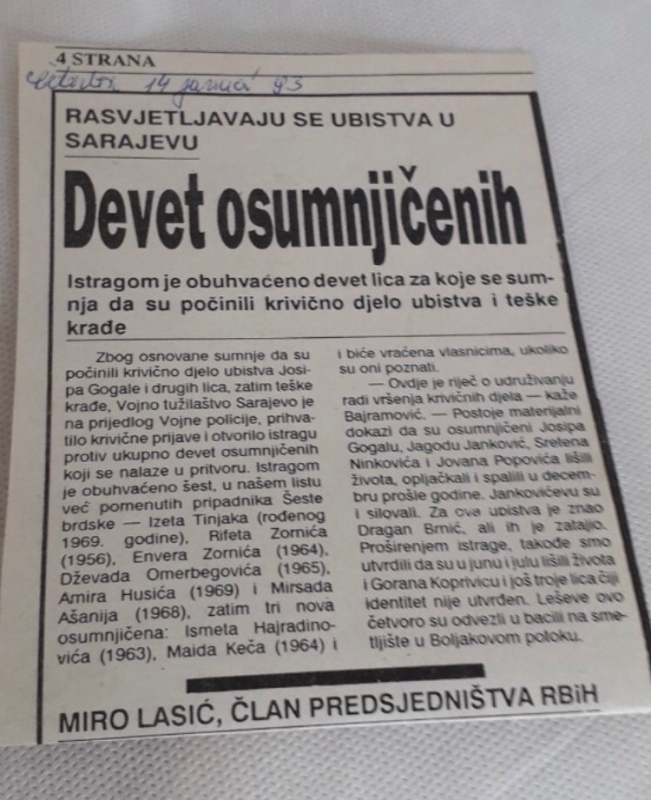 4 STRANA
14 januar 93
RASVJETLJAVAJU SE UBISTVA U
SARAJEVU
Devet osumnjičenih
Istragom je obuhvaćeno devet lica za koje se sum-
nja da su počinili krivično djelo ubistva i teške
krađe
Zbog osnovane sumnje da su
počinili krivično djelo ubistva Josi-
pa Gogale i drugih lica, zatim teške
krađe, Vojno tužilaštvo Sarajevo je
na prijedlog Vojne policije, prihva-
tilo krivične prijave i otvorilo istragu
protiv ukupno devet osumnjičenih
koji se nalaze u pritvoru. Istragom
je obuhvaćeno šest, u našem listu
već pomenutih pripadnika Šeste
brdske — Izeta Tinjaka (rođenog
1969. godine), Rifeta Zornića
(1956), Envera Zornića (1964),
Dževada Omerbegovića (1965),
Amira Husića (1969) i Mirsada
Ašanija (1968), zatim tri nova
osumnjičena: Ismeta Hajradino-
vića (1963), Maida Keča (1964) i
i biće vraćena vlasnicima, ukoliko
su oni poznati.
— Ovdje je riječ o udruživanju
radi vršenja krivičnih djela — kaže
Bajramović. — Postoje materijalni
dokazi da su osumnjičeni Josipa
Gogalu, Jagodu Janković, Sretena
Ninkovića i Jovana Popovića lišili
života, opljačkali i spalili u decem-
bru prošle godine. Jankovićevu su
i silovali. Za ova ubistva je znao
Dragan Brnić, ali ih je zatajio.
Proširenjem istrage, takođe smo
utvrdili da su u junu i julu lišili života
i Gorana Koprivicu i još troje lica čiji
identitet nije utvrđen. Leševe ovo
četvoro su odvezli u bacili na sme-
tljište u Boljakovom potoku.
MIRO LASIĆ, ČLAN PREDSJEDNIŠTVA RBiH